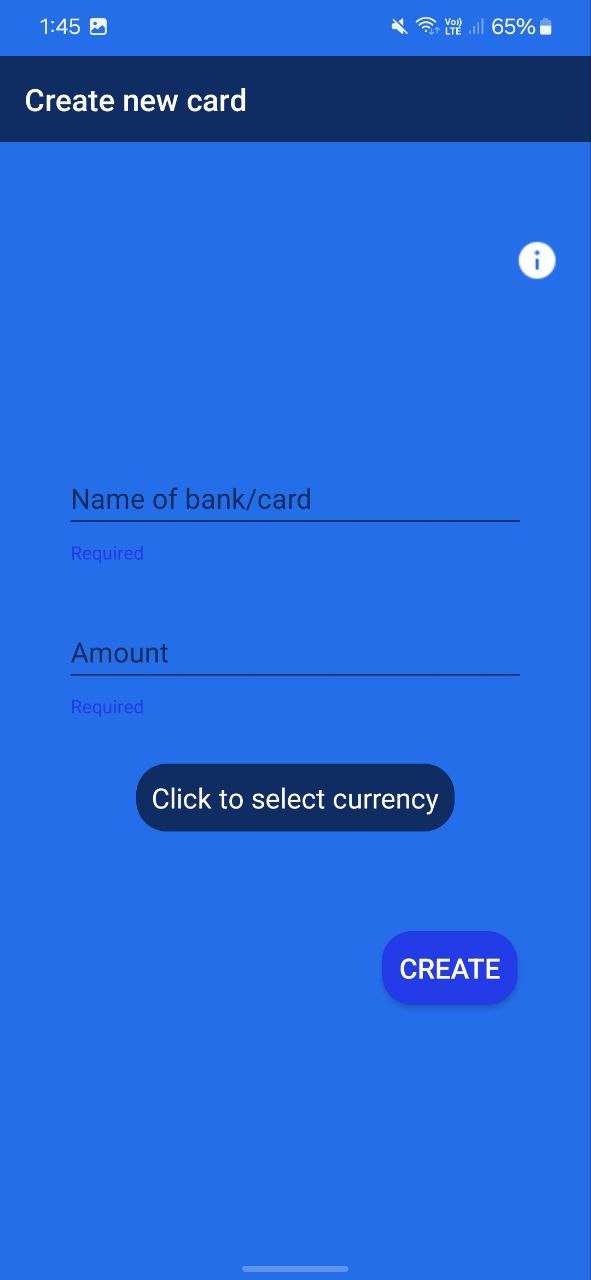 1:45 Vo)) LTE 65%
Create new card
i
Name of bank/card
Required
Amount
Required
Click to select currency
CREATE